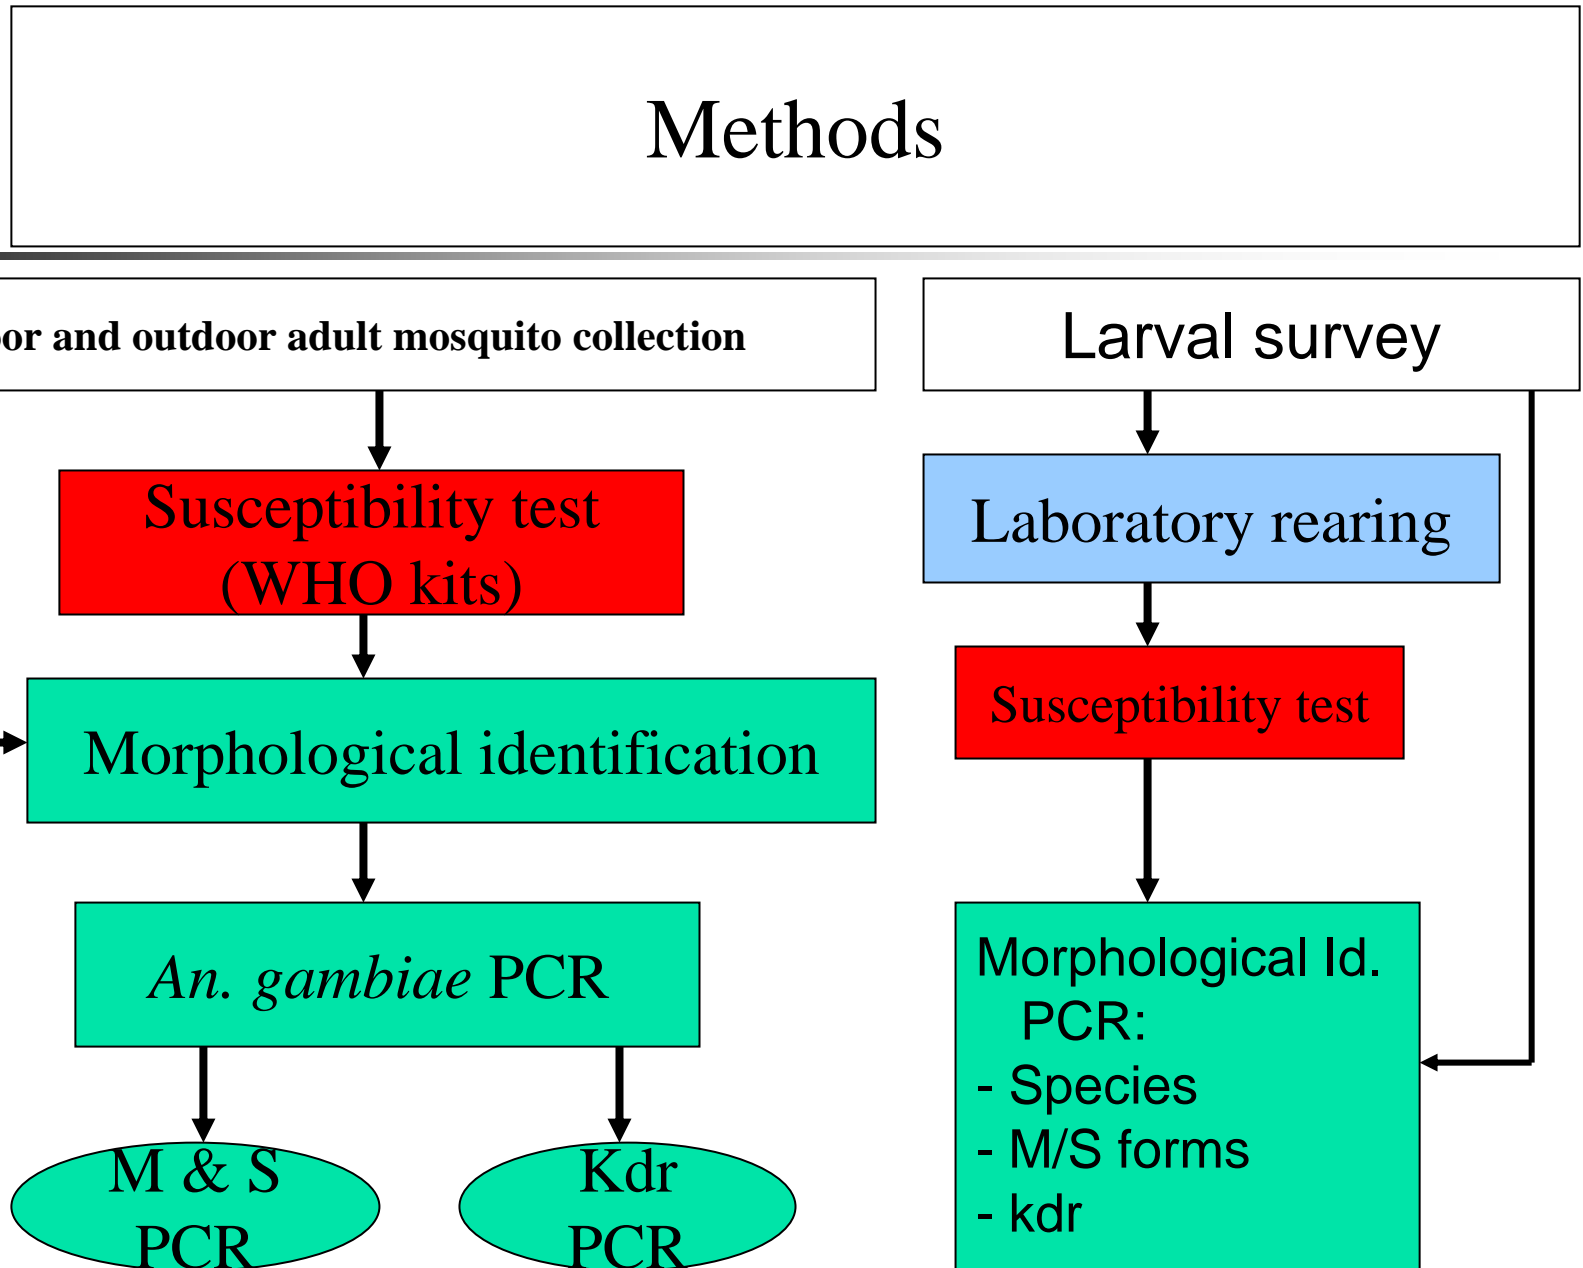 Methods
and outdoor adult mosquito collection
Susceptibility test
(WHO kits)
Morphological identification
An. gambiae PCR
M & S
PCR
Kdr
PCR
Larval survey
Laboratory rearing
Susceptibility test
Morphological Id.
PCR:
- Species
- M/S forms
- kdr